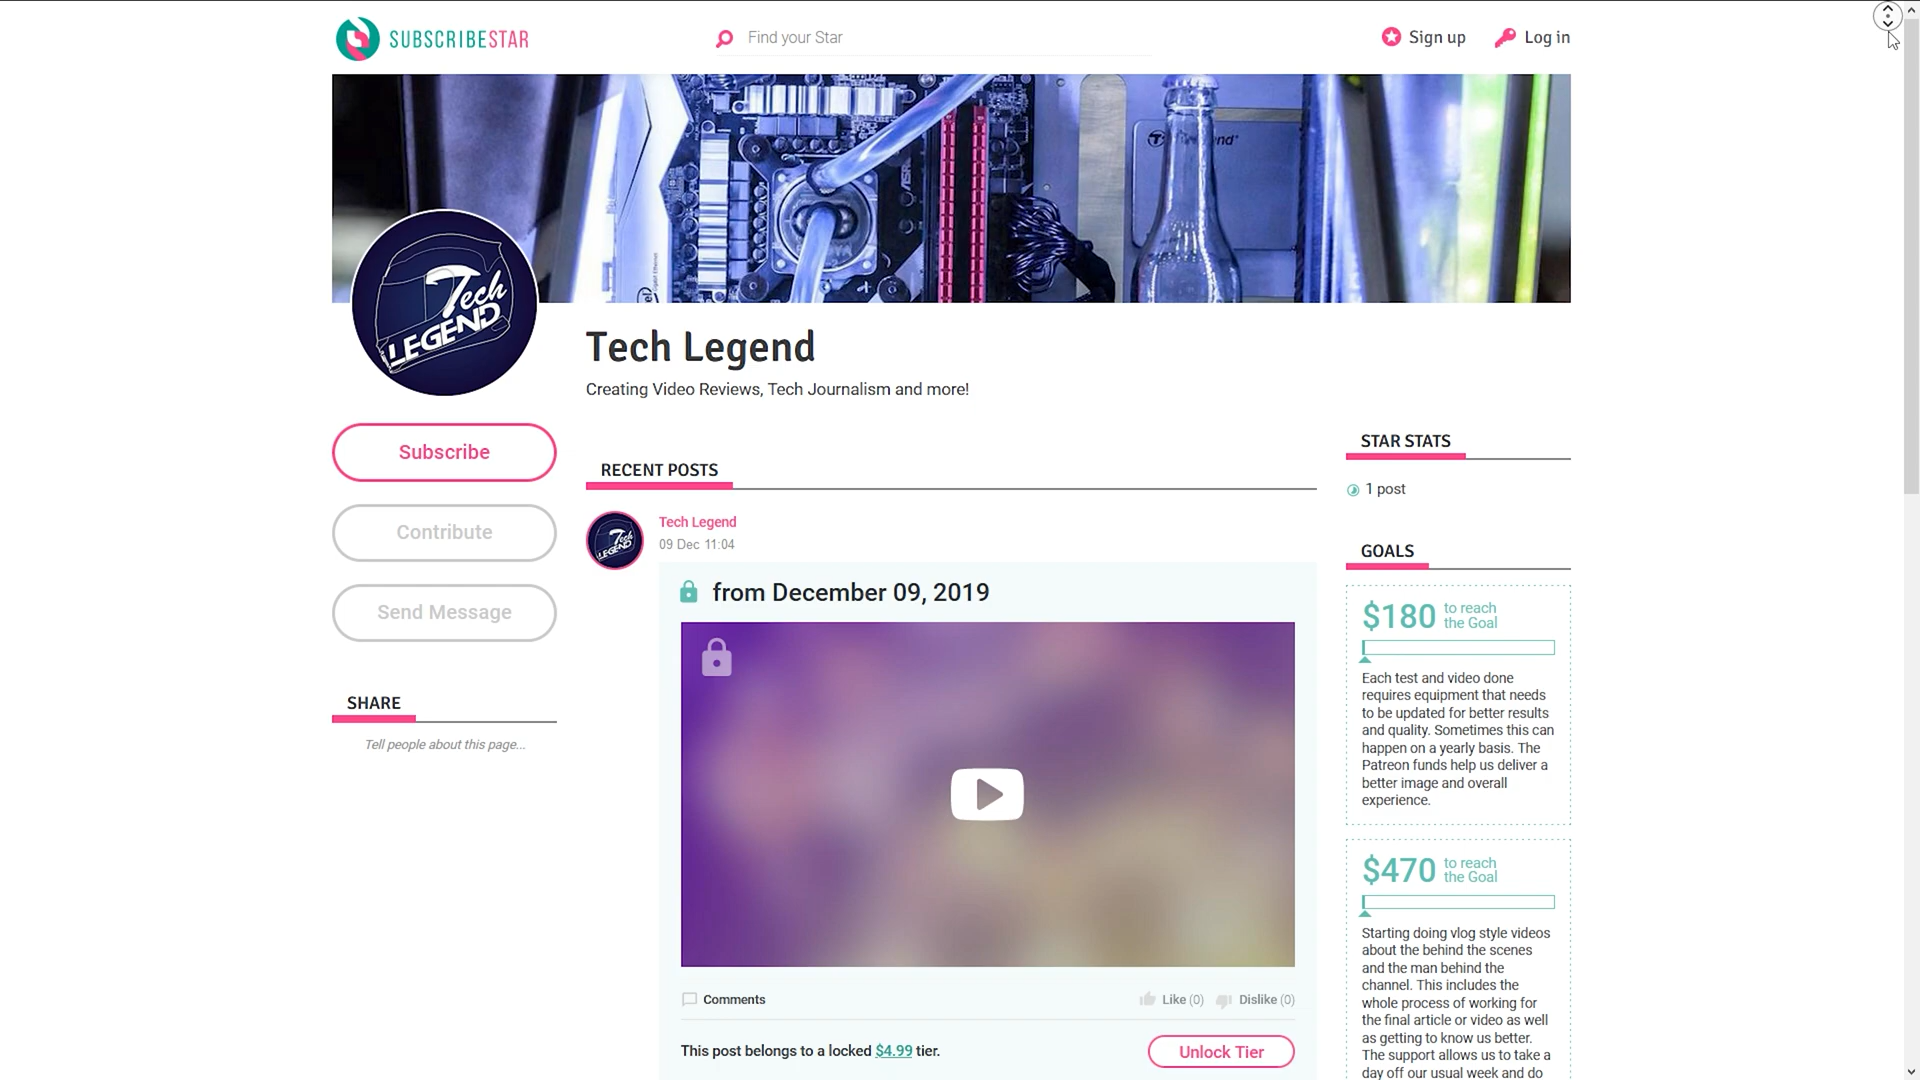 SUBSCRIBESTAR
Find your Star
Sign up
Log in
Tech
LEGEND
Tech Legend
Creating Video Reviews, Tech Journalism and more!
Subscribe
Contribute
Send Message
SHARE
Tell people about this page...
RECENT POSTS
Tech Legend
09 Dec 11:04
from December 09, 2019
Comments
Like (0)
Dislike (0)
This post belongs to a locked $4.99 tier.
Unlock Tier
STAR STATS
1 post
GOALS
$180 to reach
the Goal
Each test and video done
requires equipment that needs
to be updated for better results
and quality. Sometimes this can
happen on a yearly basis. The
Patreon funds help us deliver a
better image and overall
experience.
$470 to reach
the Goal
Starting doing vlog style videos
about the behind the scenes
and the man behind the
channel. This includes the
whole process of working for
the final article or video as well
as getting to know us better.
The support allows us to take a
day off our usual week and do